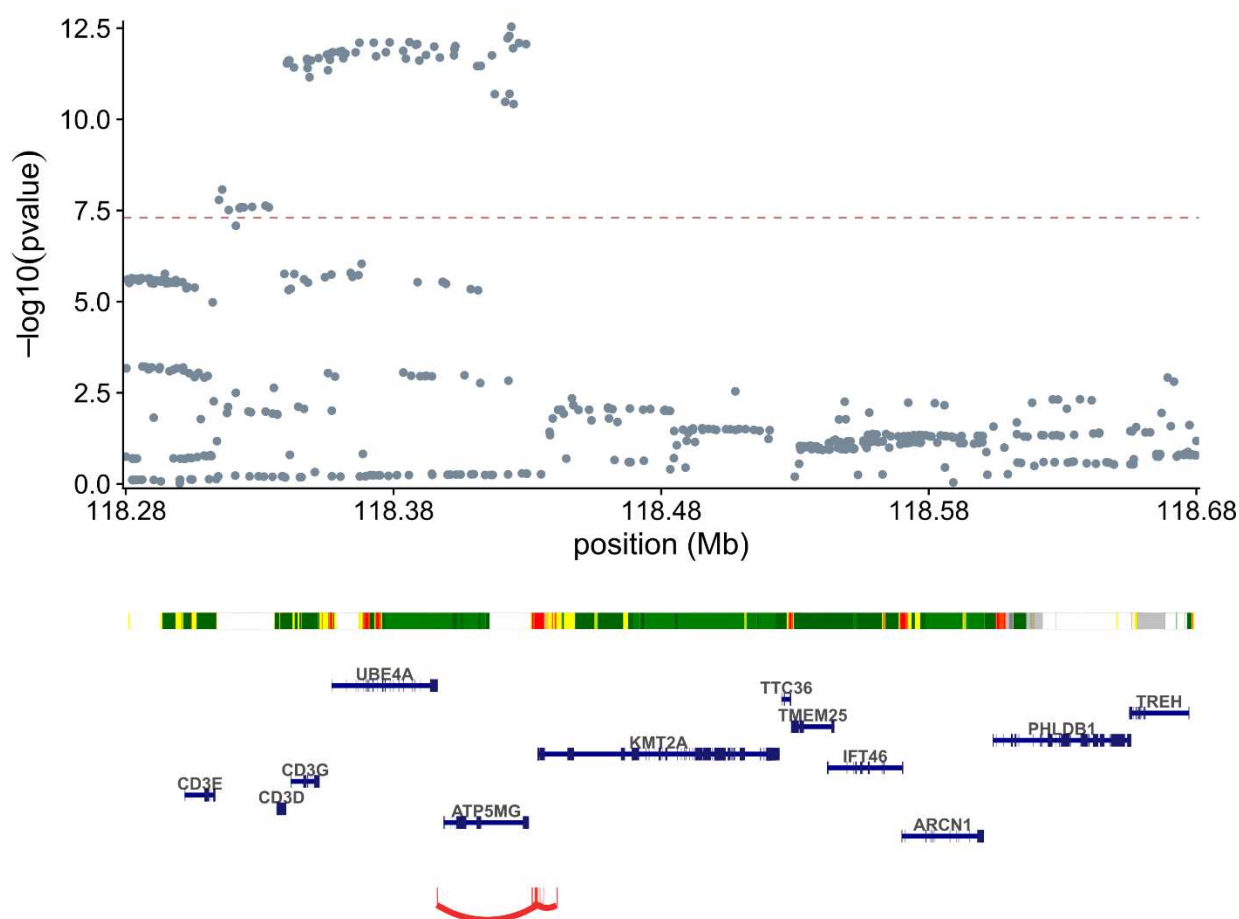 12.5
10.0
7.5
5.0
2.5
0.0
−log10(pvalue)
118.28 118.38 118.48 118.58 118.68
position (Mb)
UBE4A
TTC36
TREH
TMEM25
KMT2A
PHLDB1
IFT46
CD3G
CD3E
CD3D
ATP5MG
ARCN1